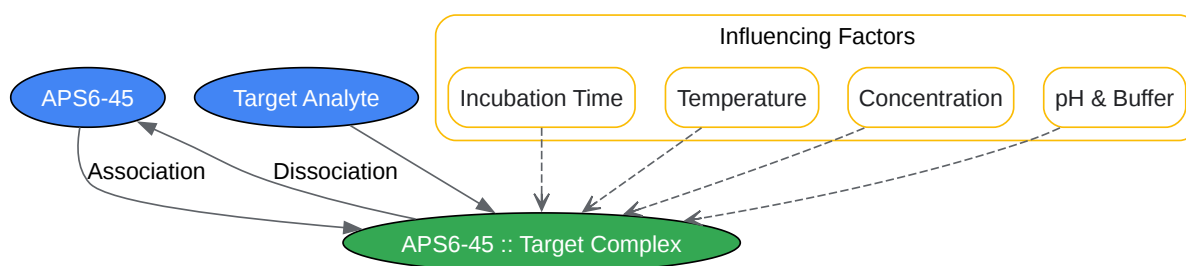 Influencing Factors
APS6-45
Target Analyte
Incubation Time
Temperature
Concentration
pH & Buffer
Association
Dissociation
APS6-45 :: Target Complex